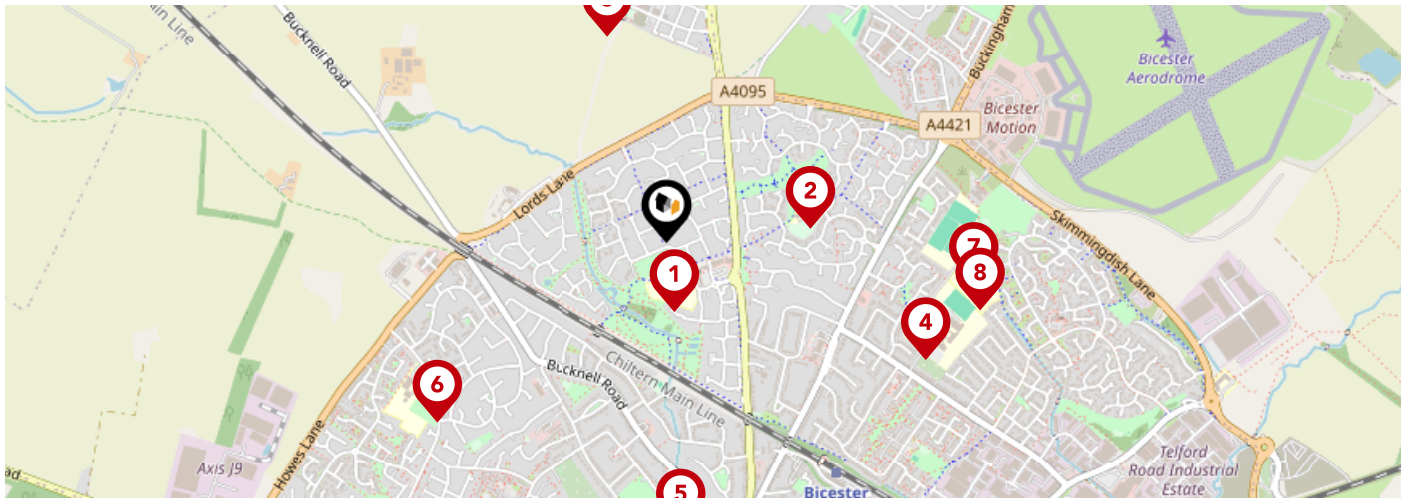 Main Line
Bucknell Road
Buckingham
Bicester
Aerodrome
A4095
Bicester
Motion
A4421
Lords Lane
2
Skimmingdish Lane
1
7
8
4
Chiltern Main Line
Bucknell Road
6
Howes Lane
Axis J9
ad
5
Bicester
Telford
Road Industrial
Estate